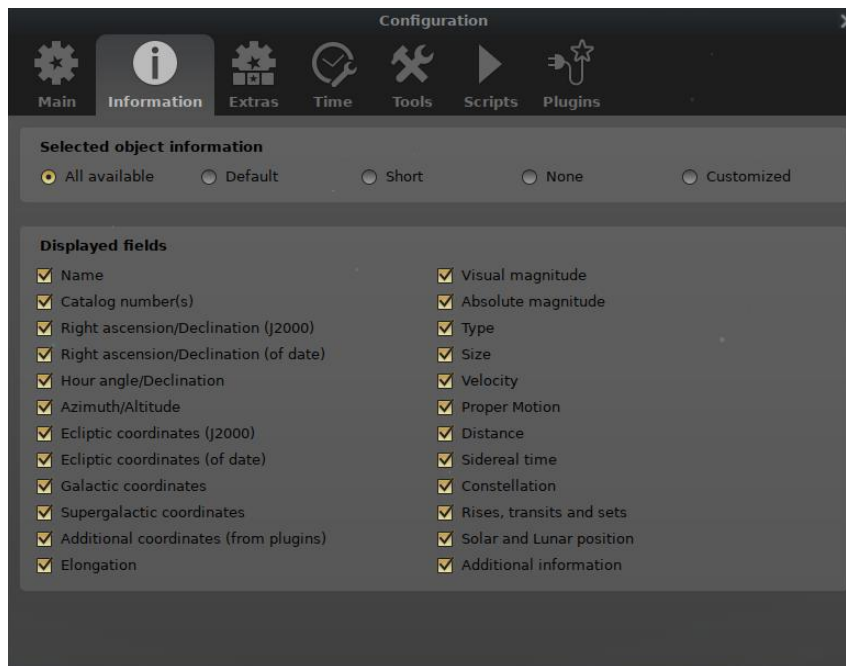 Configuration
Main Information Extras Time Tools Scripts Plugins
Selected object information
All available Default Short None Customized
Displayed fields
Name
Catalog number(s)
Right ascension/Declination (J2000)
Right ascension/Declination (of date)
Hour angle/Declination
Azimuth/Altitude
Ecliptic coordinates (J2000)
Ecliptic coordinates (of date)
Galactic coordinates
Supergalactic coordinates
Additional coordinates (from plugins)
Elongation
Visual magnitude
Absolute magnitude
Type
Size
Velocity
Proper Motion
Distance
Sidereal time
Constellation
Rises, transits and sets
Solar and Lunar position
Additional information